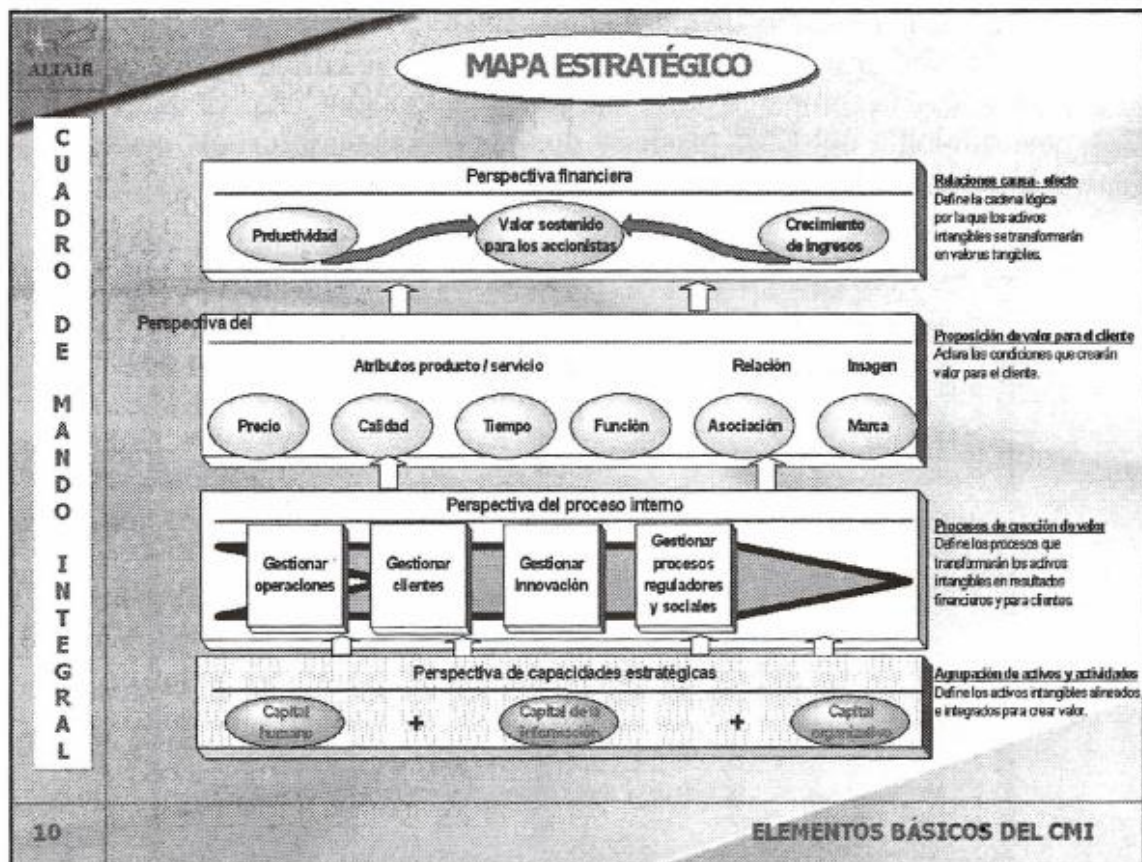 ALTAIR
MAPA ESTRATÉGICO
CUADRO DE MANDO INTEGRAL
Perspectiva financiera
Prductividad
Valor sostenido
para los accionistas
Crecimiento
de ingresos
Relaciones causa- efecto
Define la cadena lógica
por la que los activos
intangibles se transformarán
en valores tangibles.
Perspectiva del
Atributos producto / servicio
Relación
Imagen
Precio
Calidad
Tiempo
Función
Asociación
Marca
Proposición de valor para el cliente
Aclara las condiciones que crearán
valor para el cliente.
Perspectiva del proceso interno
Gestionar
operaciones
Gestionar
clientes
Gestionar
innovación
Gestionar
procesos
reguladores
y sociales
Procesos de creación de valor
Define los procesos que
transformarán los activos
intangibles en resultados
financieros y para clientes.
Perspectiva de capacidades estratégicas
Capital
humano
+
Capital de la
información
+
Capital
organizativo
Agrupación de activos y actividades
Define los activos intangibles alineados
e integrados para crear valor.
10
ELEMENTOS BÁSICOS DEL CMI